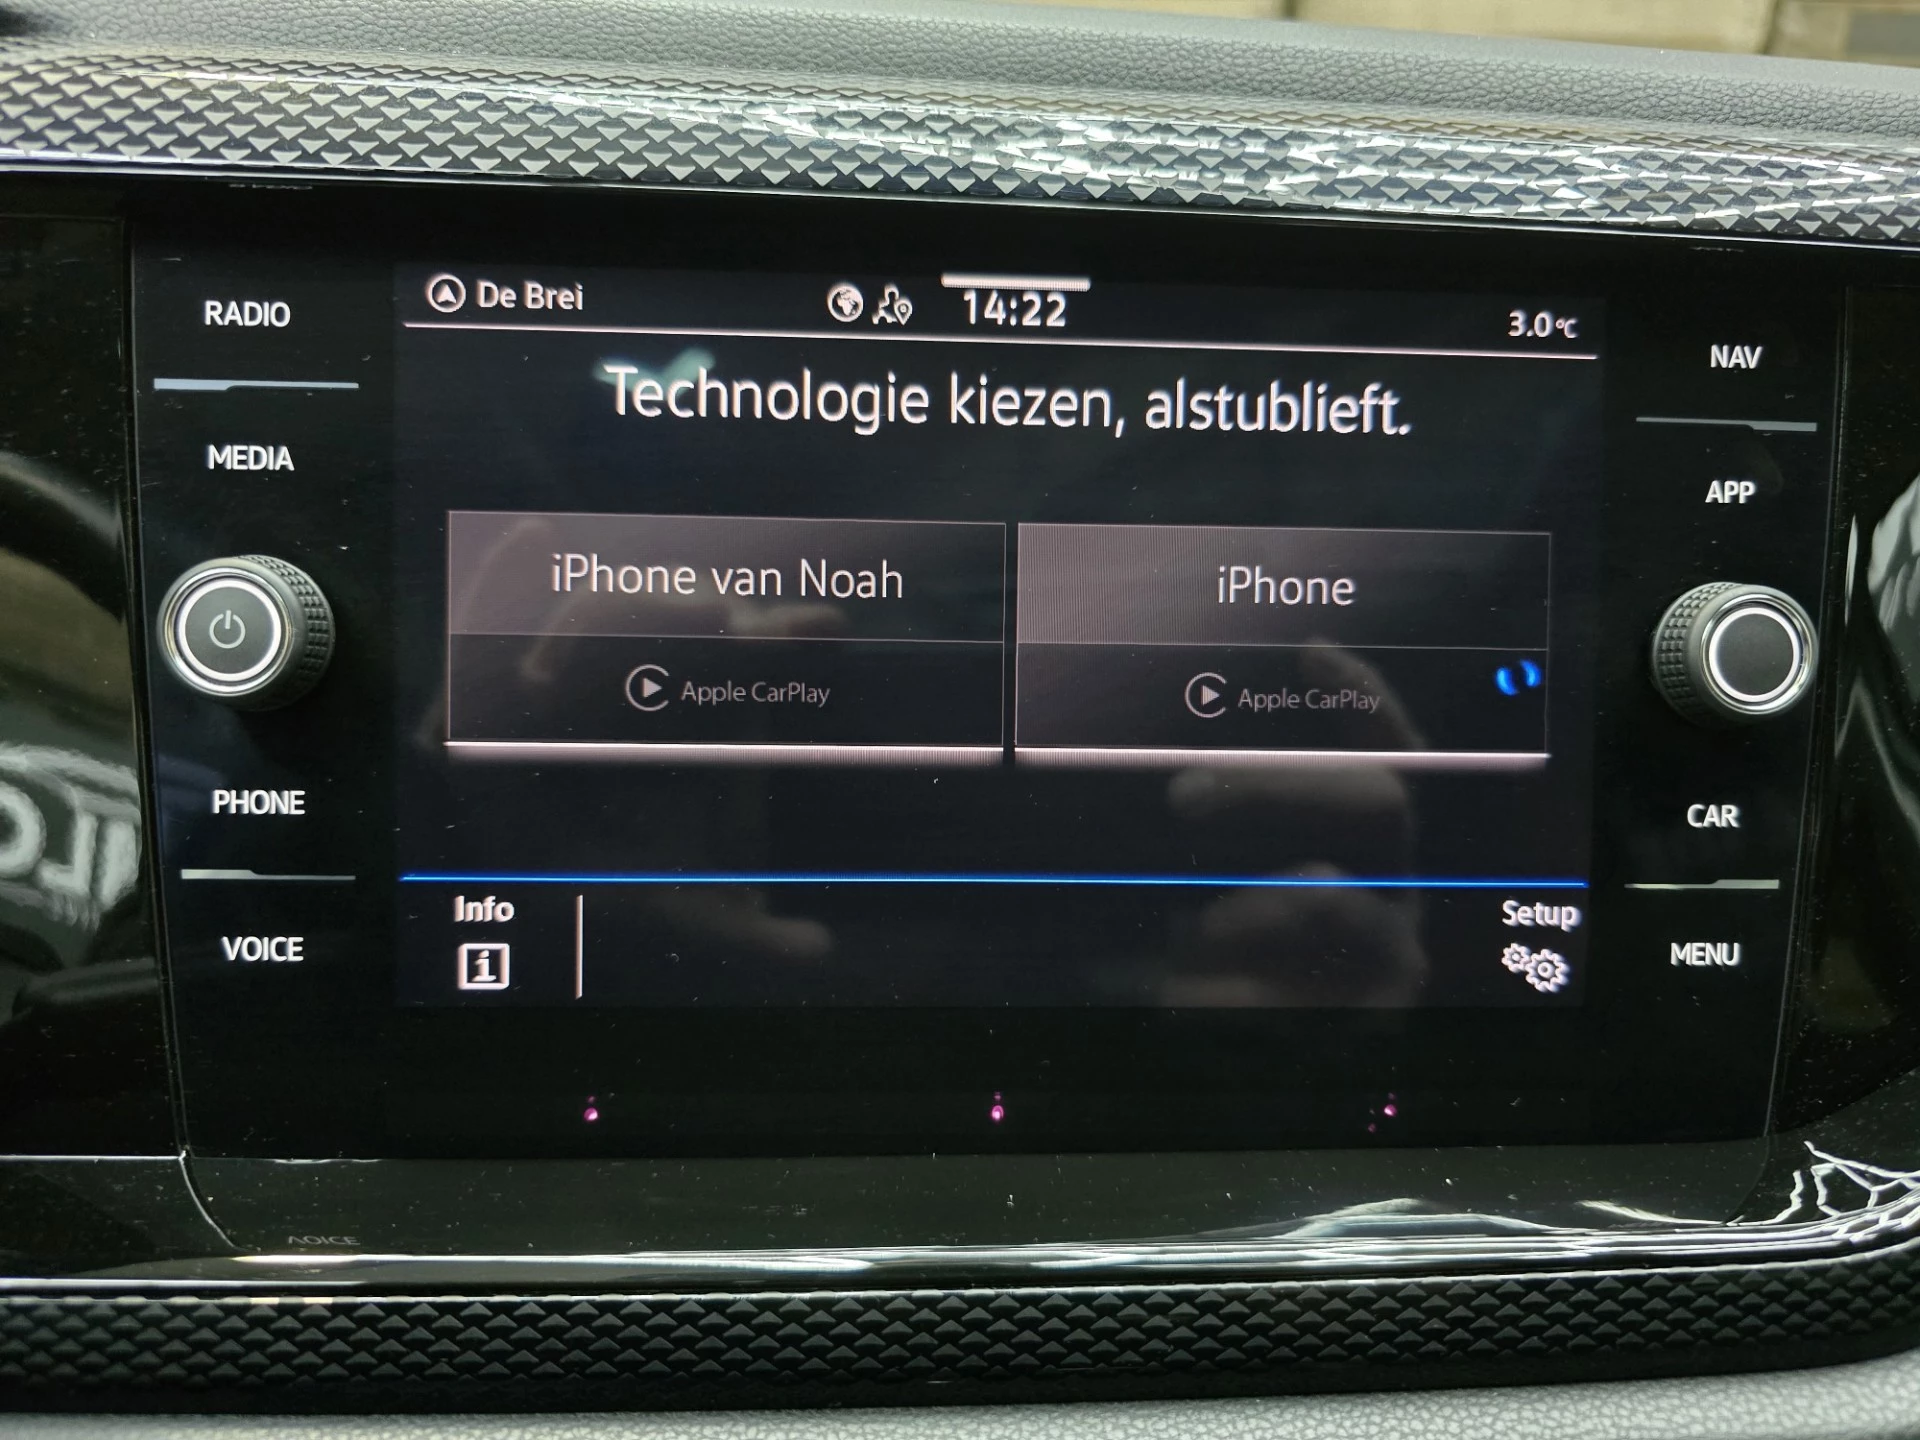 RADIO
MEDIA
PHONE
VOICE
De Brei
14:22
3.0°C
Technologie kiezen, alstublieft.
iPhone van Noah
Apple CarPlay
iPhone
Apple CarPlay
Info
i
Setup
NAV
APP
CAR
MENU